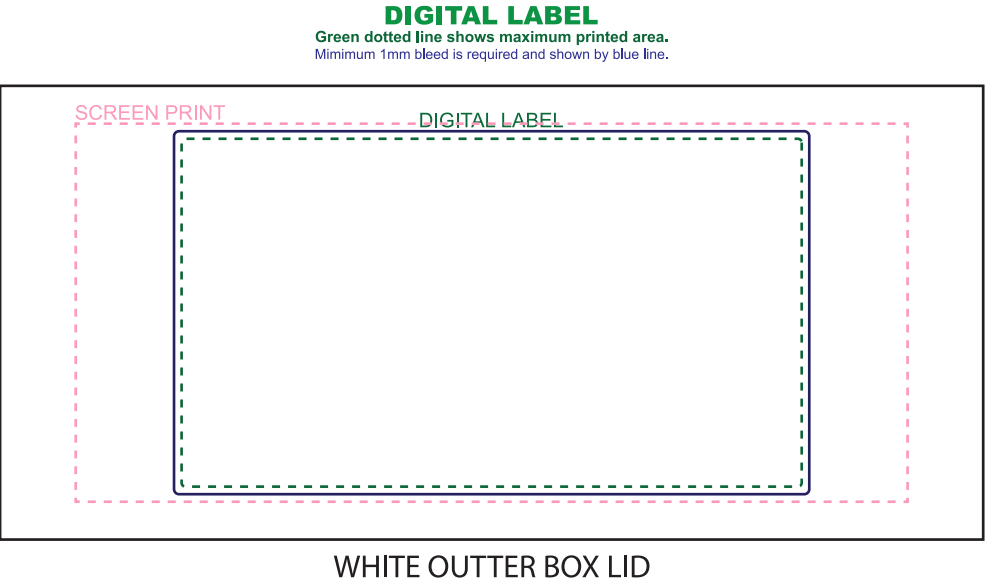 DIGITAL LABEL
Green dotted line shows maximum printed area.
Mimimum 1mm bleed is required and shown by blue line.
SCREEN PRINT
DIGITAL LABEL
WHITE OUTTER BOX LID